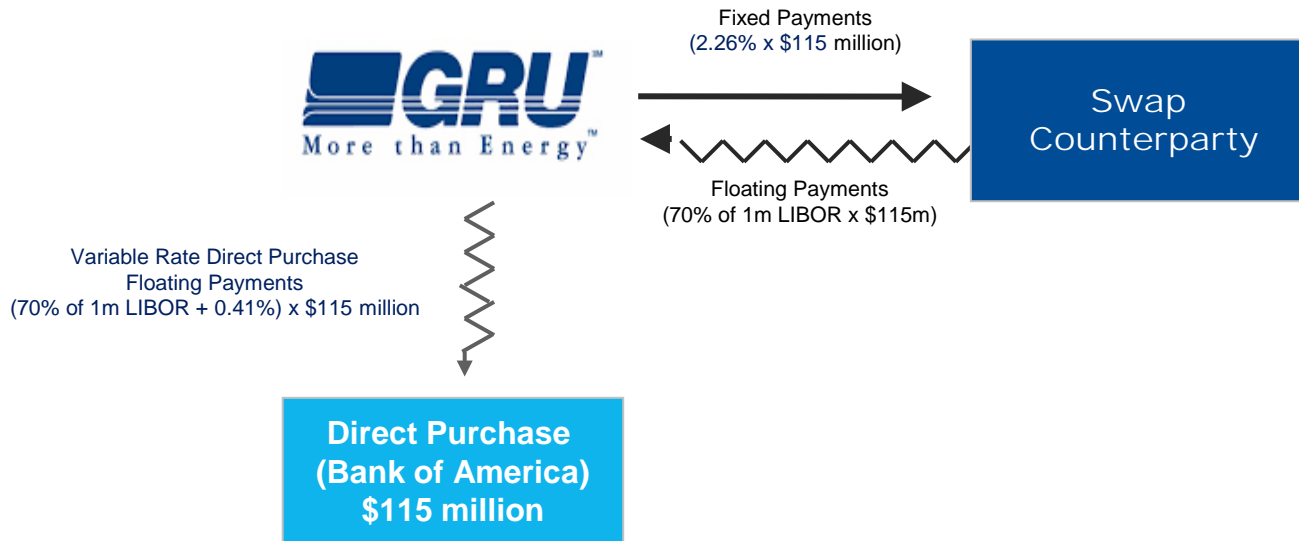 Fixed Payments
(2.26% x $115 million)
GRU℠
More than Energy™
Swap
Counterparty
Floating Payments
(70% of 1m LIBOR x $115m)
Variable Rate Direct Purchase
Floating Payments
(70% of 1m LIBOR + 0.41%) x $115 million
Direct Purchase
(Bank of America)
$115 million